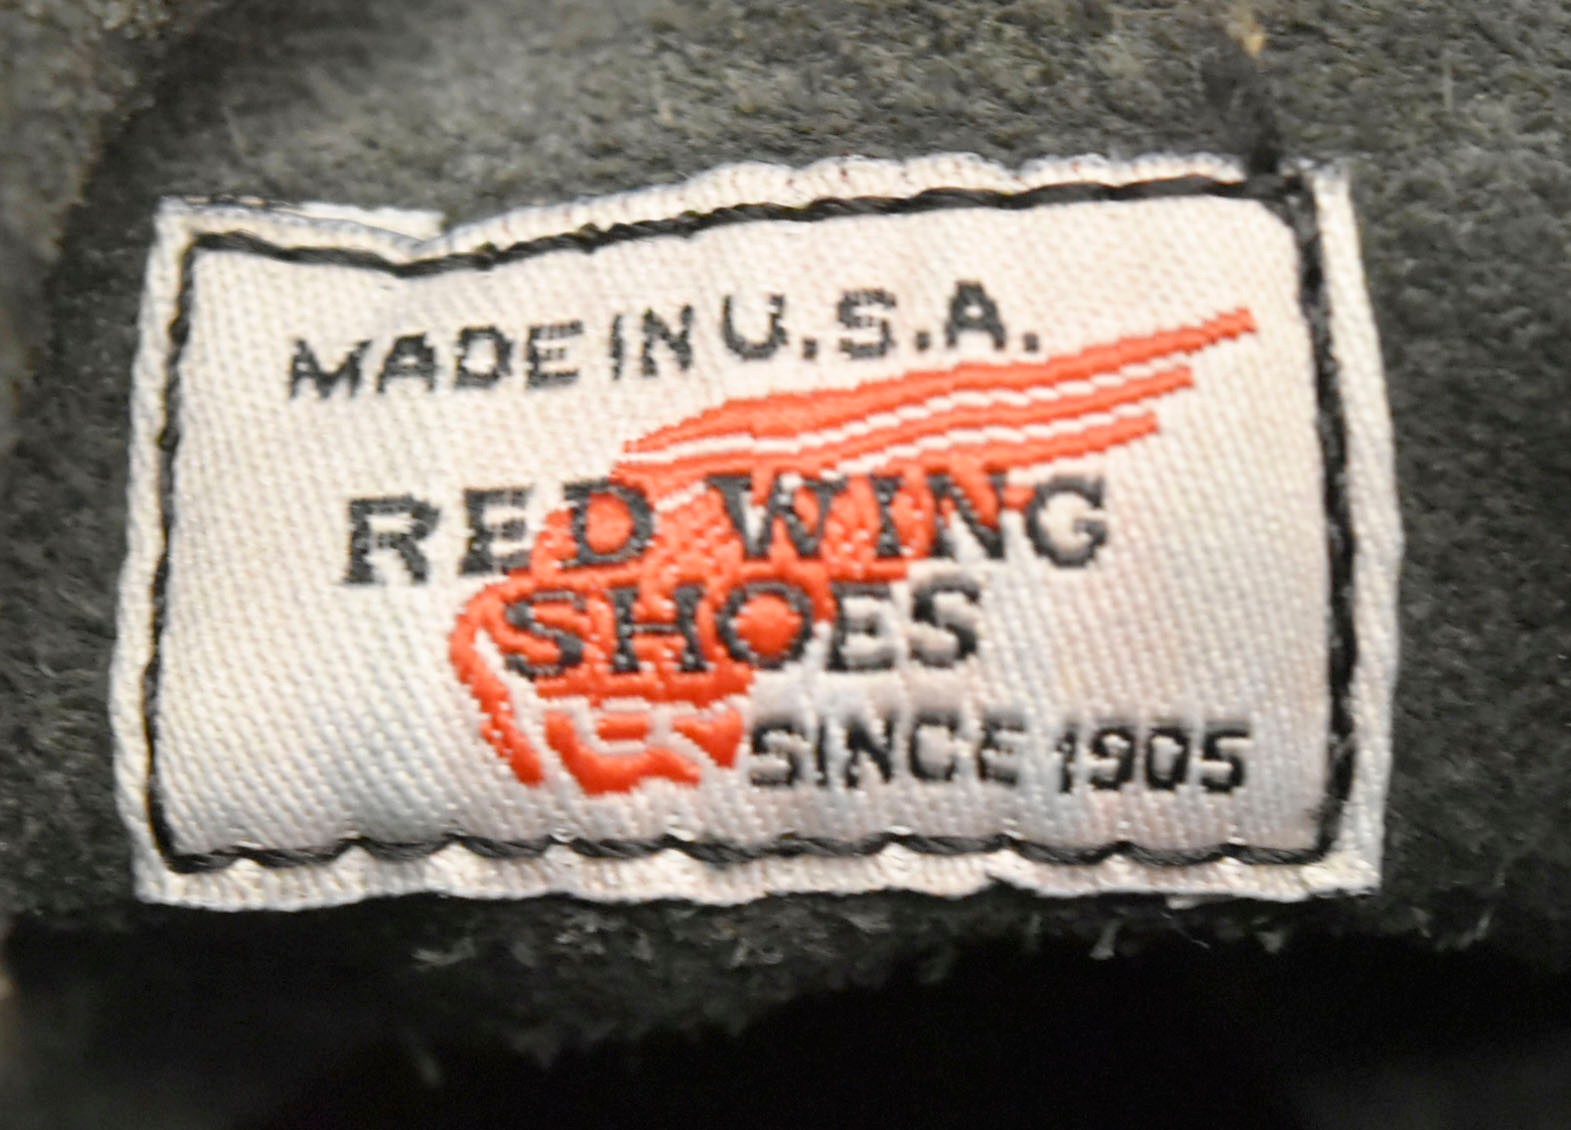 MADE IN U.S.A.
RED WING
SHOES
SINCE 1905